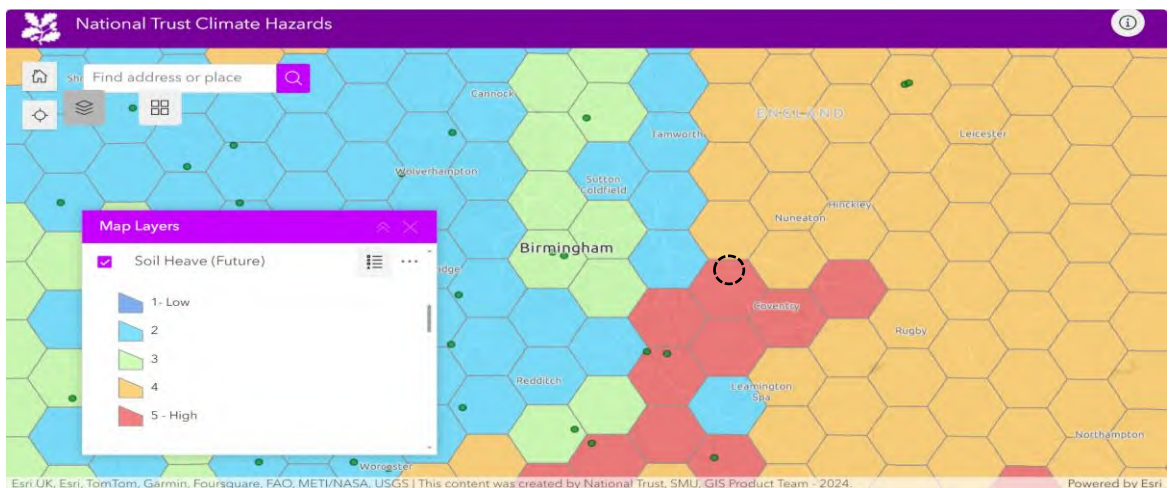 National Trust Climate Hazards
Find address or place
Cannock
ENGLAND
Tamworth
Leicester
Wolverhampton
Sutton
Coldfield
Hinckley
Nuneaton
Map Layers
Birmingham
Soil Heave (Future)
...
idge
1- Low
Coventry
2
Rugby
3
Redditch
4
Leamington
Spa
5 - High
Northampton
Worcester
Esri UK, Esri, TomTom, Garmin, Foursquare, FAO, METI/NASA, USGS | This content was created by National Trust, SMU, GIS Product Team - 2024.
Powered by Esri